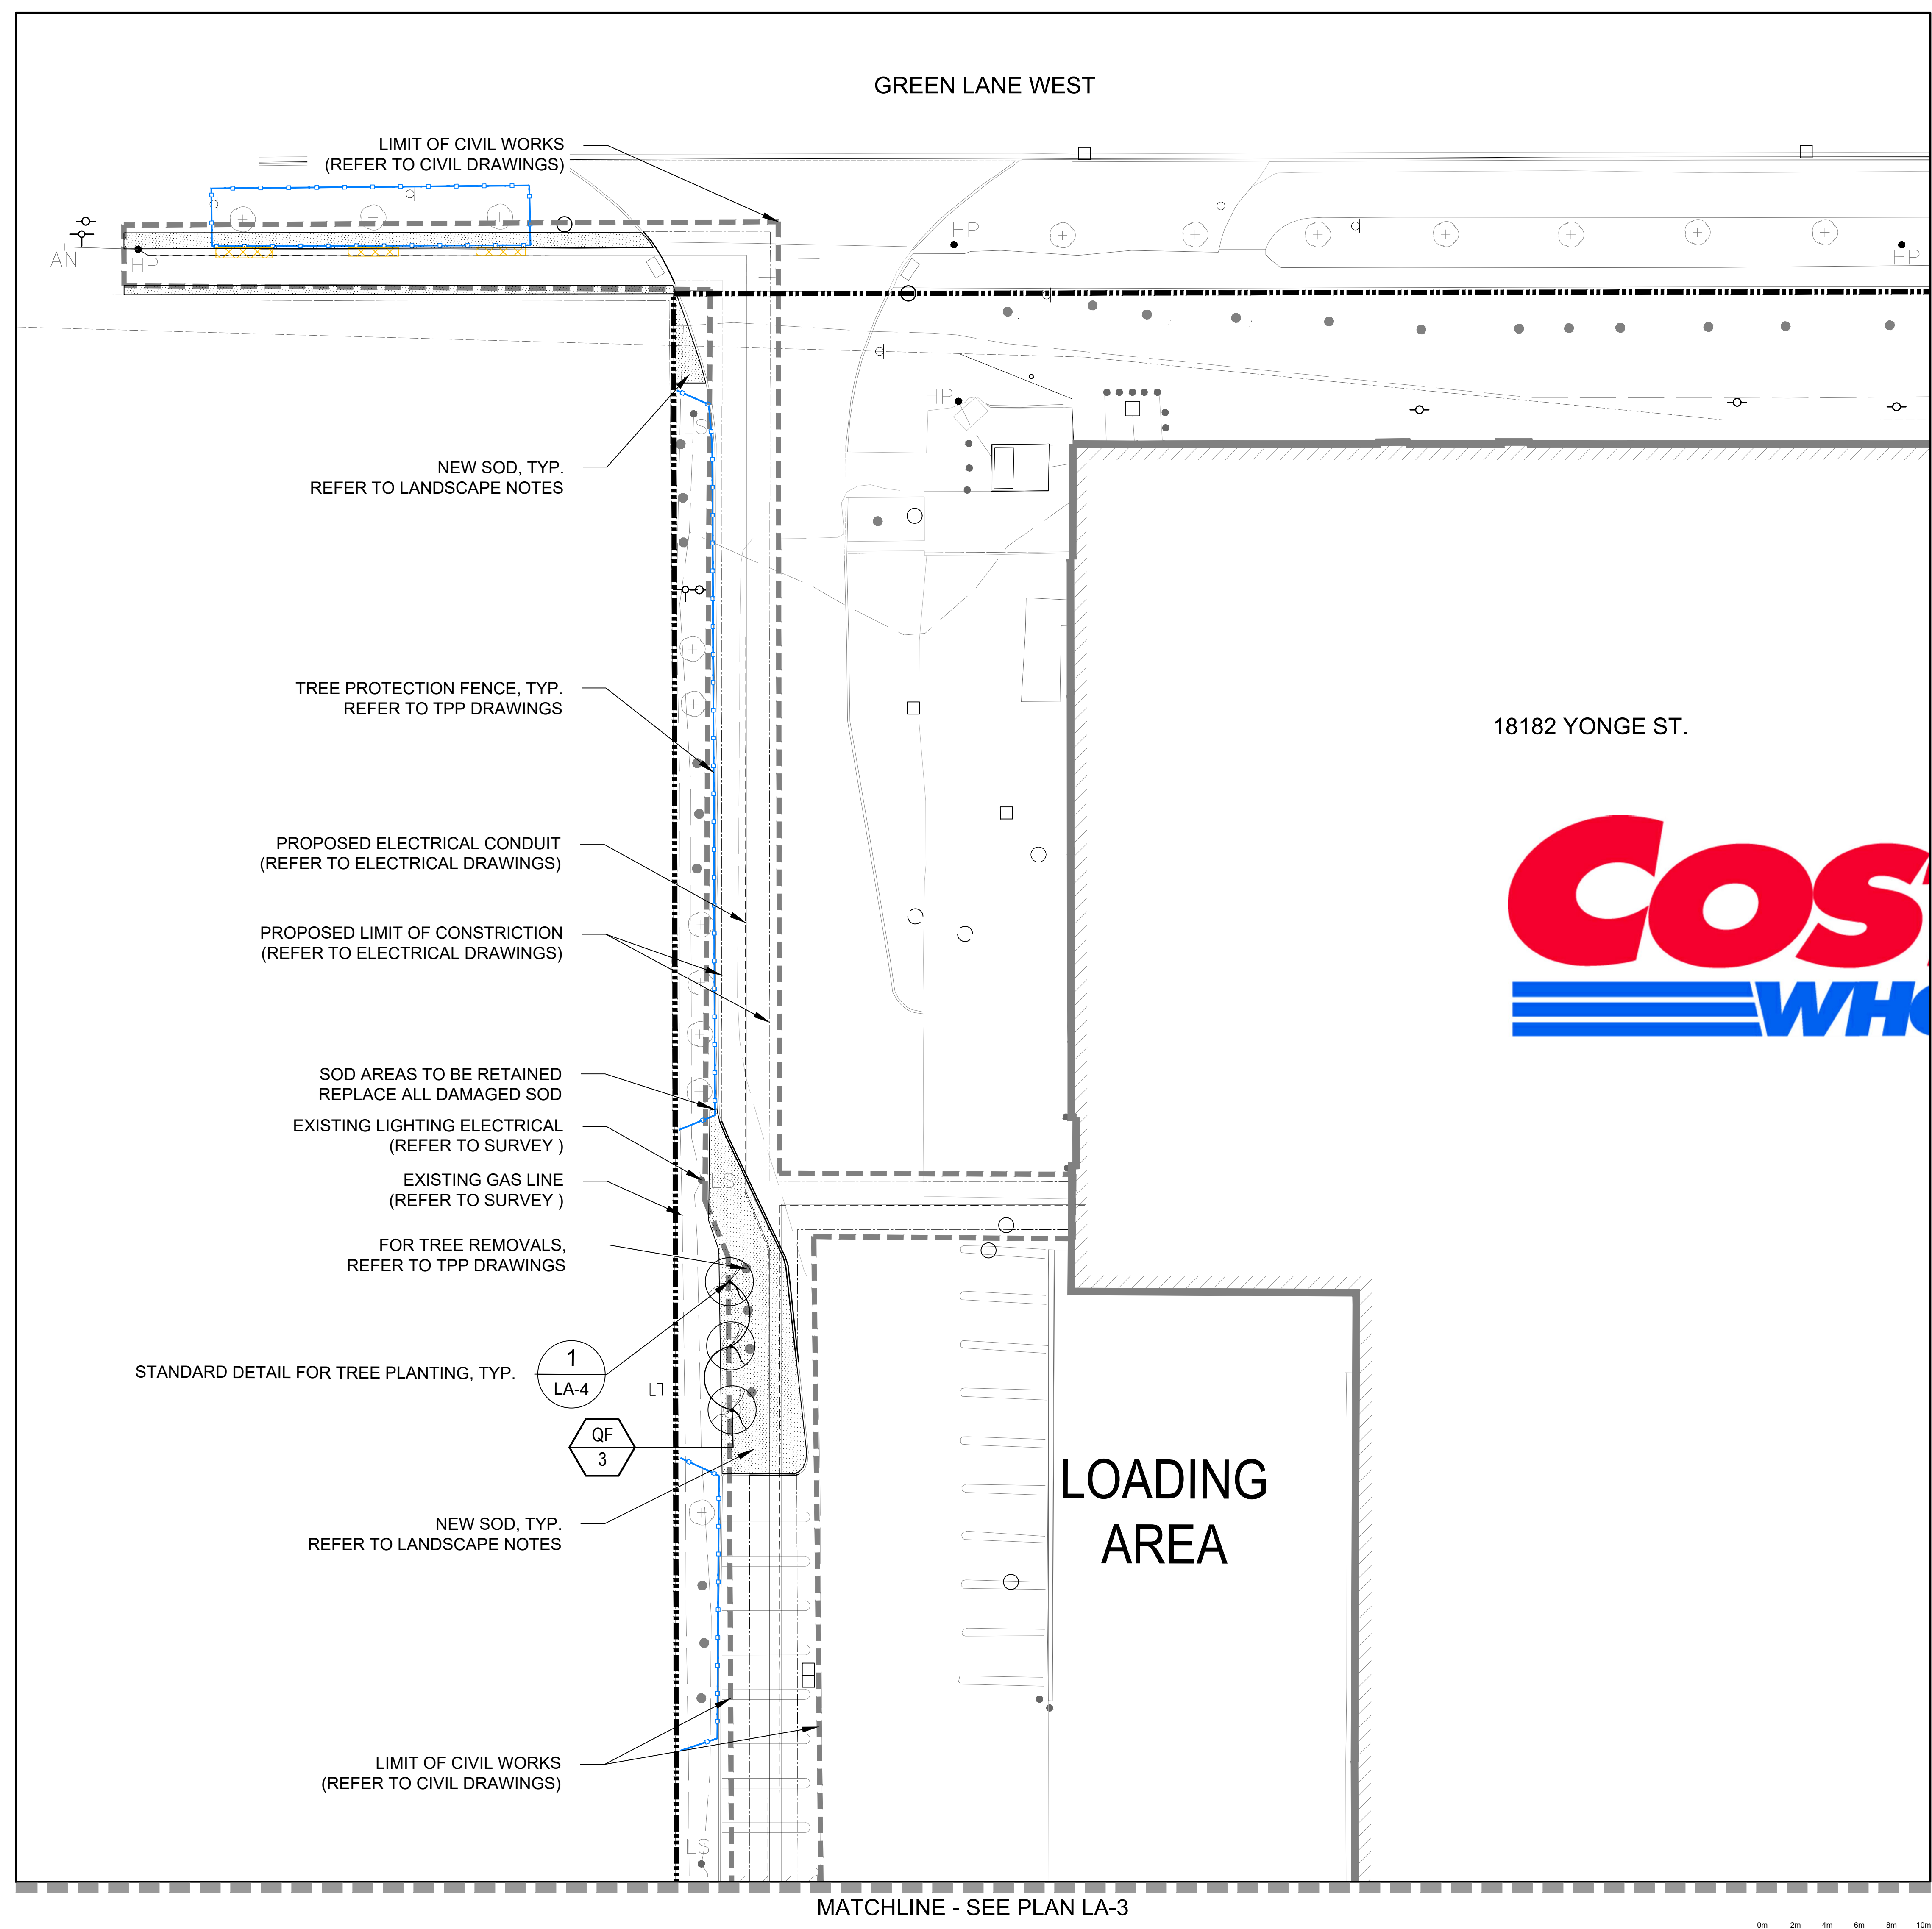 GREEN LANE WEST
LIMIT OF CIVIL WORKS
(REFER TO CIVIL DRAWINGS)
AN
HP
HP
HP
HP
LS
NEW SOD, TYP.
REFER TO LANDSCAPE NOTES
TREE PROTECTION FENCE, TYP.
REFER TO TPP DRAWINGS
18182 YONGE ST.
PROPOSED ELECTRICAL CONDUIT
(REFER TO ELECTRICAL DRAWINGS)
COS
WHO
PROPOSED LIMIT OF CONSTRICTION
(REFER TO ELECTRICAL DRAWINGS)
SOD AREAS TO BE RETAINED
REPLACE ALL DAMAGED SOD
EXISTING LIGHTING ELECTRICAL
(REFER TO SURVEY )
LS
EXISTING GAS LINE
(REFER TO SURVEY )
FOR TREE REMOVALS,
REFER TO TPP DRAWINGS
STANDARD DETAIL FOR TREE PLANTING, TYP.
1
LA-4
QF
3
NEW SOD, TYP.
REFER TO LANDSCAPE NOTES
LOADING
AREA
LIMIT OF CIVIL WORKS
(REFER TO CIVIL DRAWINGS)
LS
MATCHLINE - SEE PLAN LA-3
0m 2m 4m 6m 8m 10m